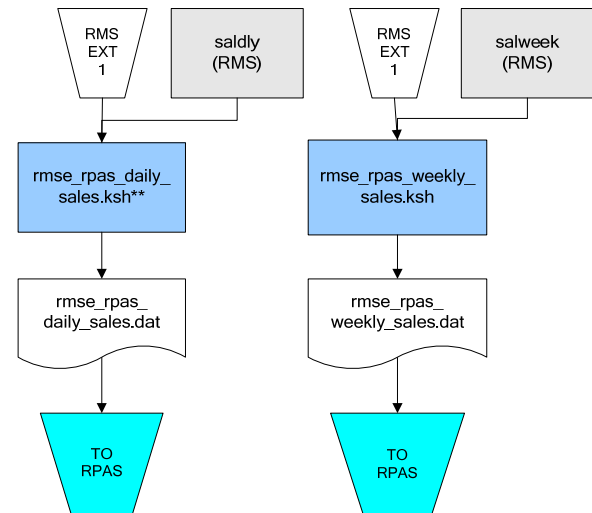 RMS
EXT
1
saldly
(RMS)
rmse_rpas_daily_
sales.ksh**
rmse_rpas_
daily_sales.dat
TO
RPAS
RMS
EXT
1
salweek
(RMS)
rmse_rpas_weekly_
sales.ksh
rmse_rpas_
weekly_sales.dat
TO
RPAS